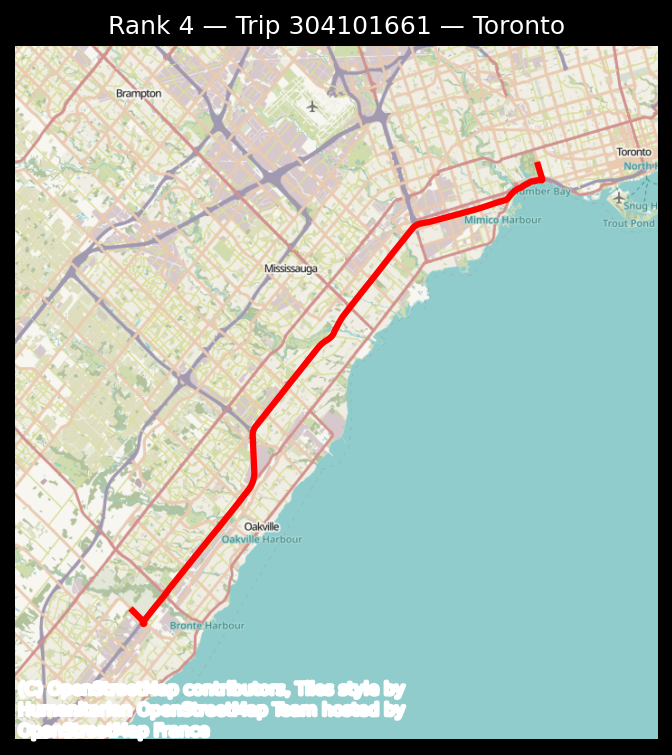 Rank 4 — Trip 304101661 — Toronto
Brampton
Toronto
North
Humber Bay
Snug H
Mimico Harbour
Trout Pond
Mississauga
Oakville
Oakville Harbour
Bronte Harbour
(C) OpenStreetMap contributors, Tiles style by
Humanitarian OpenStreetMap Team hosted by
OpenStreetMap France